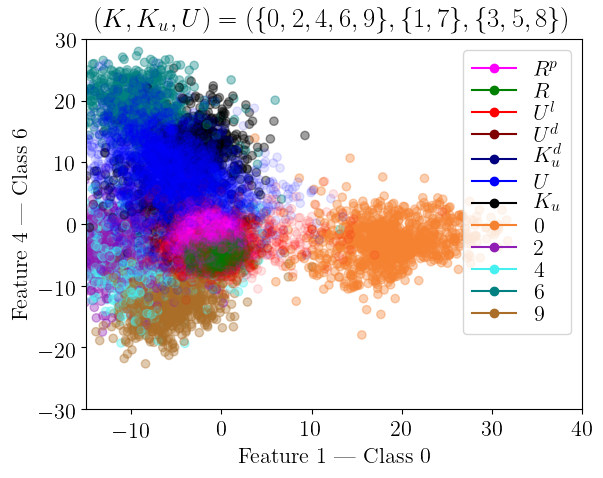 (K, K_u, U) = ({0, 2, 4, 6, 9}, {1, 7}, {3, 5, 8})
30
20
10
0
−10
−20
−30
Feature 4 — Class 6
−10
0
10
20
30
40
Feature 1 — Class 0
R^p
R
U^l
U^d
K_u^d
U
K_u
0
2
4
6
9